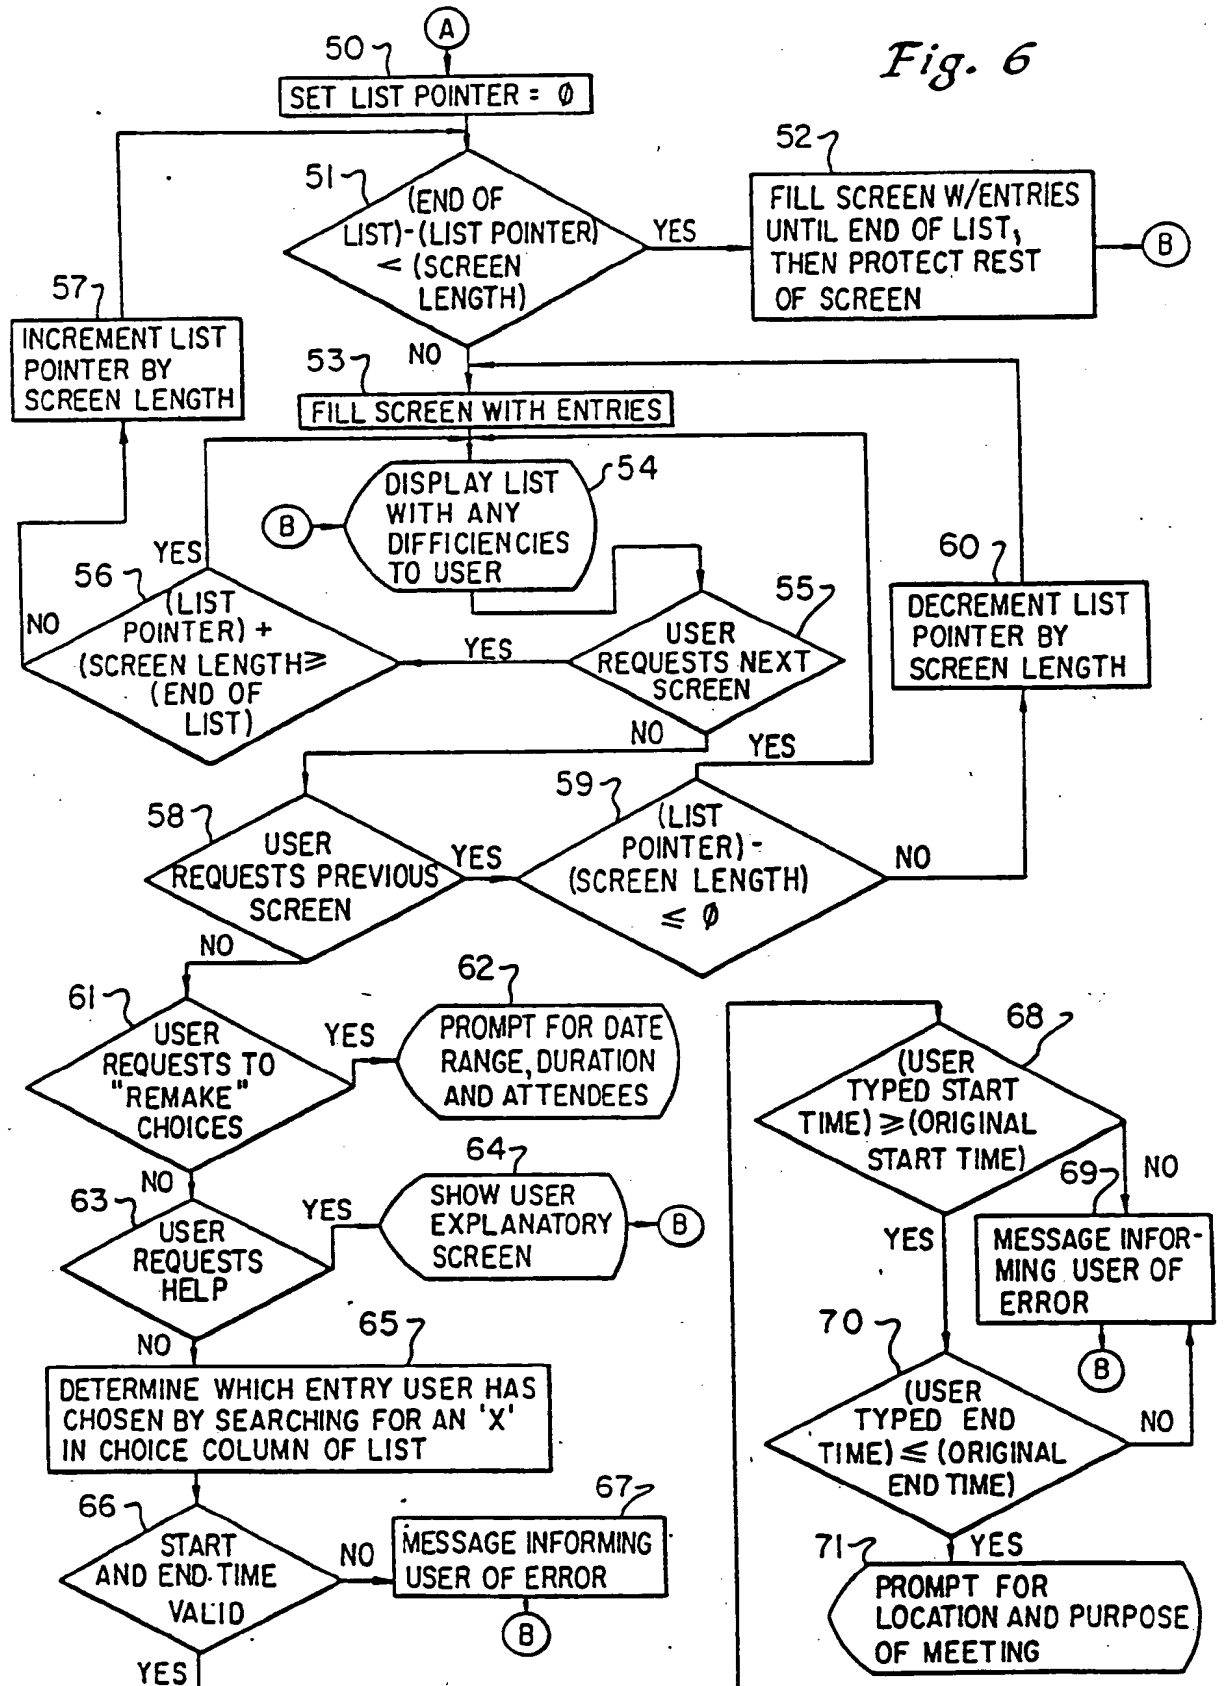 A
50
Fig. 6
SET LIST POINTER = Ø
51
(END OF
LIST)-(LIST POINTER)
≤ (SCREEN
LENGTH)
YES
52
FILL SCREEN W/ENTRIES
UNTIL END OF LIST,
THEN PROTECT REST
OF SCREEN
B
57
INCREMENT LIST
POINTER BY
SCREEN LENGTH
NO
53
FILL SCREEN WITH ENTRIES
54
DISPLAY LIST
WITH ANY
DIFFICIENCIES
TO USER
B
YES
56
(LIST
POINTER) +
(SCREEN LENGTH≥
(END OF
LIST)
NO
YES
55
USER
REQUESTS NEXT
SCREEN
60
DECREMENT LIST
POINTER BY
SCREEN LENGTH
NO
YES
58
USER
REQUESTS PREVIOUS
SCREEN
YES
59
(LIST
POINTER)-
(SCREEN LENGTH)
≤ Ø
NO
NO
61
USER
REQUESTS TO
"REMAKE"
CHOICES
YES
62
PROMPT FOR DATE
RANGE, DURATION
AND ATTENDEES
NO
63
USER
REQUESTS
HELP
YES
64
SHOW USER
EXPLANATORY
SCREEN
B
NO
65
DETERMINE WHICH ENTRY USER HAS
CHOSEN BY SEARCHING FOR AN 'X'
IN CHOICE COLUMN OF LIST
66
START
AND END-TIME
VALID
NO
67
MESSAGE INFORMING
USER OF ERROR
B
YES
68
(USER
TYPED START
TIME) ≥ (ORIGINAL
START TIME)
NO
69
MESSAGE INFOR-
MING USER OF
ERROR
B
YES
70
(USER
TYPED END
TIME) ≤ (ORIGINAL
END TIME)
NO
YES
71
PROMPT FOR
LOCATION AND PURPOSE
OF MEETING